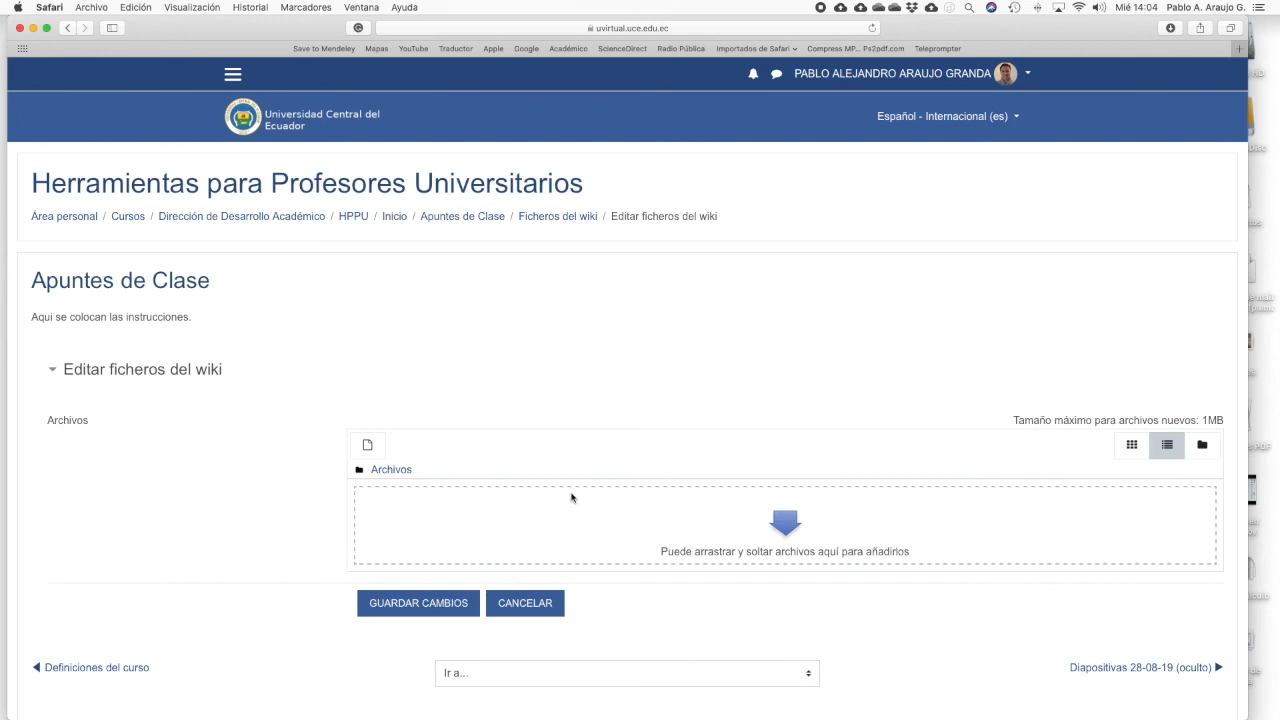 Safari Archivo Edición Visualización Historial Marcadores Ventana Ayuda Mié 14:04 Pablo A. Araujo G.
uvirtual.uce.edu.ec
Save to Mendeley Mapas YouTube Traductor Apple Google Académico ScienceDirect Radio Pública Importados de Safari Compress MP... Ps2pdf.com Teleprompter
PABLO ALEJANDRO ARAUJO GRANDA
Universidad Central del
Ecuador
Español - Internacional (es)
Herramientas para Profesores Universitarios
Área personal / Cursos / Dirección de Desarrollo Académico / HPPU / Inicio / Apuntes de Clase / Ficheros del wiki / Editar ficheros del wiki
Apuntes de Clase
Aqui se colocan las instrucciones.
Editar ficheros del wiki
Archivos
Tamaño máximo para archivos nuevos: 1MB
Archivos
Puede arrastrar y soltar archivos aquí para añadirlos
GUARDAR CAMBIOS CANCELAR
Definiciones del curso
Ir a...
Diapositivas 28-08-19 (oculto)